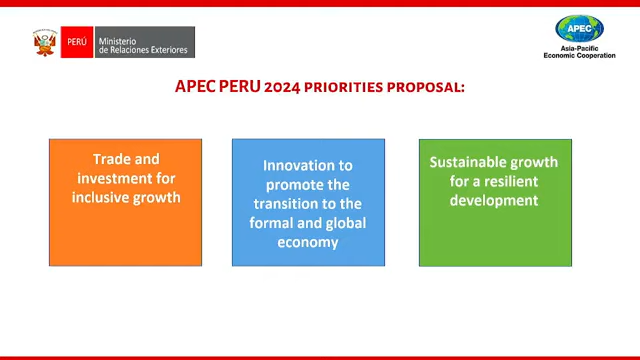 PERÚ
Ministerio
de Relaciones Exteriores
APEC
Asia-Pacific
Economic Cooperation
APEC PERU 2024 PRIORITIES PROPOSAL:
Trade and
investment for
inclusive growth
Innovation to
promote the
transition to the
formal and global
economy
Sustainable growth
for a resilient
development